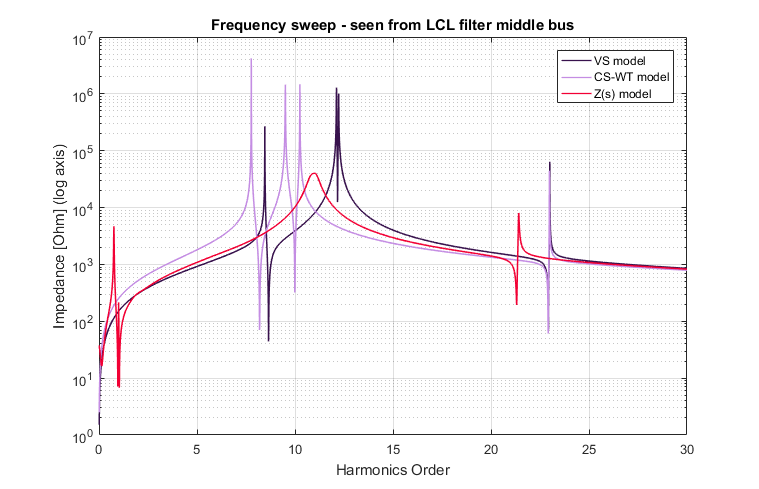 Frequency sweep - seen from LCL filter middle bus
Impedance [Ohm] (log axis)
10^7
10^6
10^5
10^4
10^3
10^2
10^1
10^0
VS model
CS-WT model
Z(s) model
0 5 10 15 20 25 30
Harmonics Order